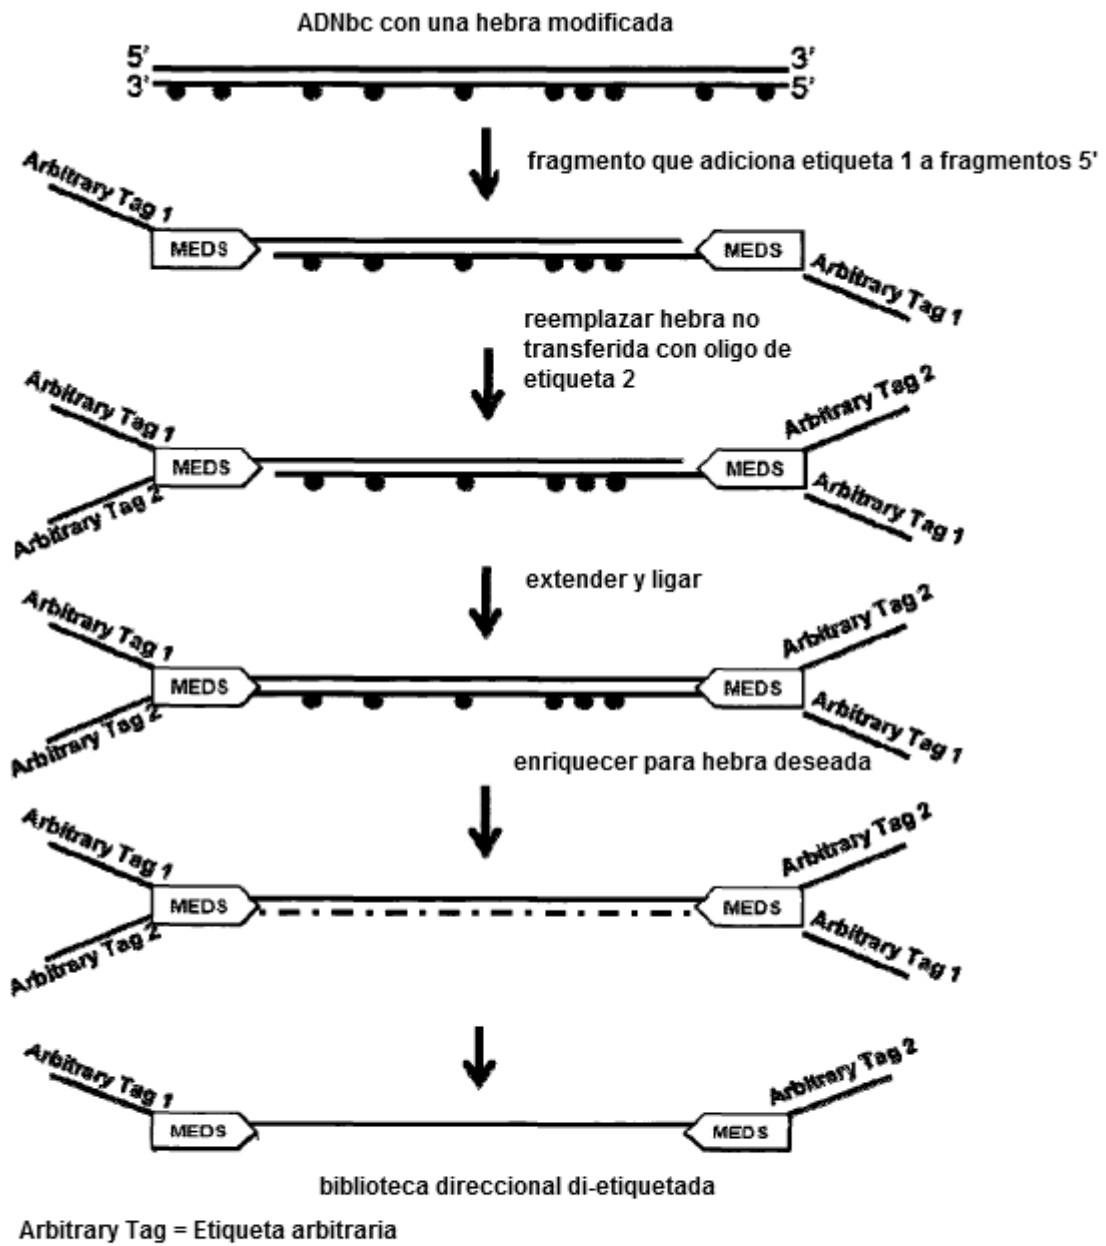 ADNbc con una hebra modificada
5' 3'
3' 5'
fragmento que adiciona etiqueta 1 a fragmentos 5'
Arbitrary Tag 1
MEDS MEDS
Arbitrary Tag 1
reemplazar hebra no
transferida con oligo de
etiqueta 2
Arbitrary Tag 1 Arbitrary Tag 2
MEDS MEDS
Arbitrary Tag 2 Arbitrary Tag 1
extender y ligar
Arbitrary Tag 1 Arbitrary Tag 2
MEDS MEDS
Arbitrary Tag 2 Arbitrary Tag 1
enriquecer para hebra deseada
Arbitrary Tag 1 Arbitrary Tag 2
MEDS MEDS
Arbitrary Tag 2 Arbitrary Tag 1
Arbitrary Tag 1 Arbitrary Tag 2
MEDS MEDS
biblioteca direccional di-etiquetada
Arbitrary Tag = Etiqueta arbitraria